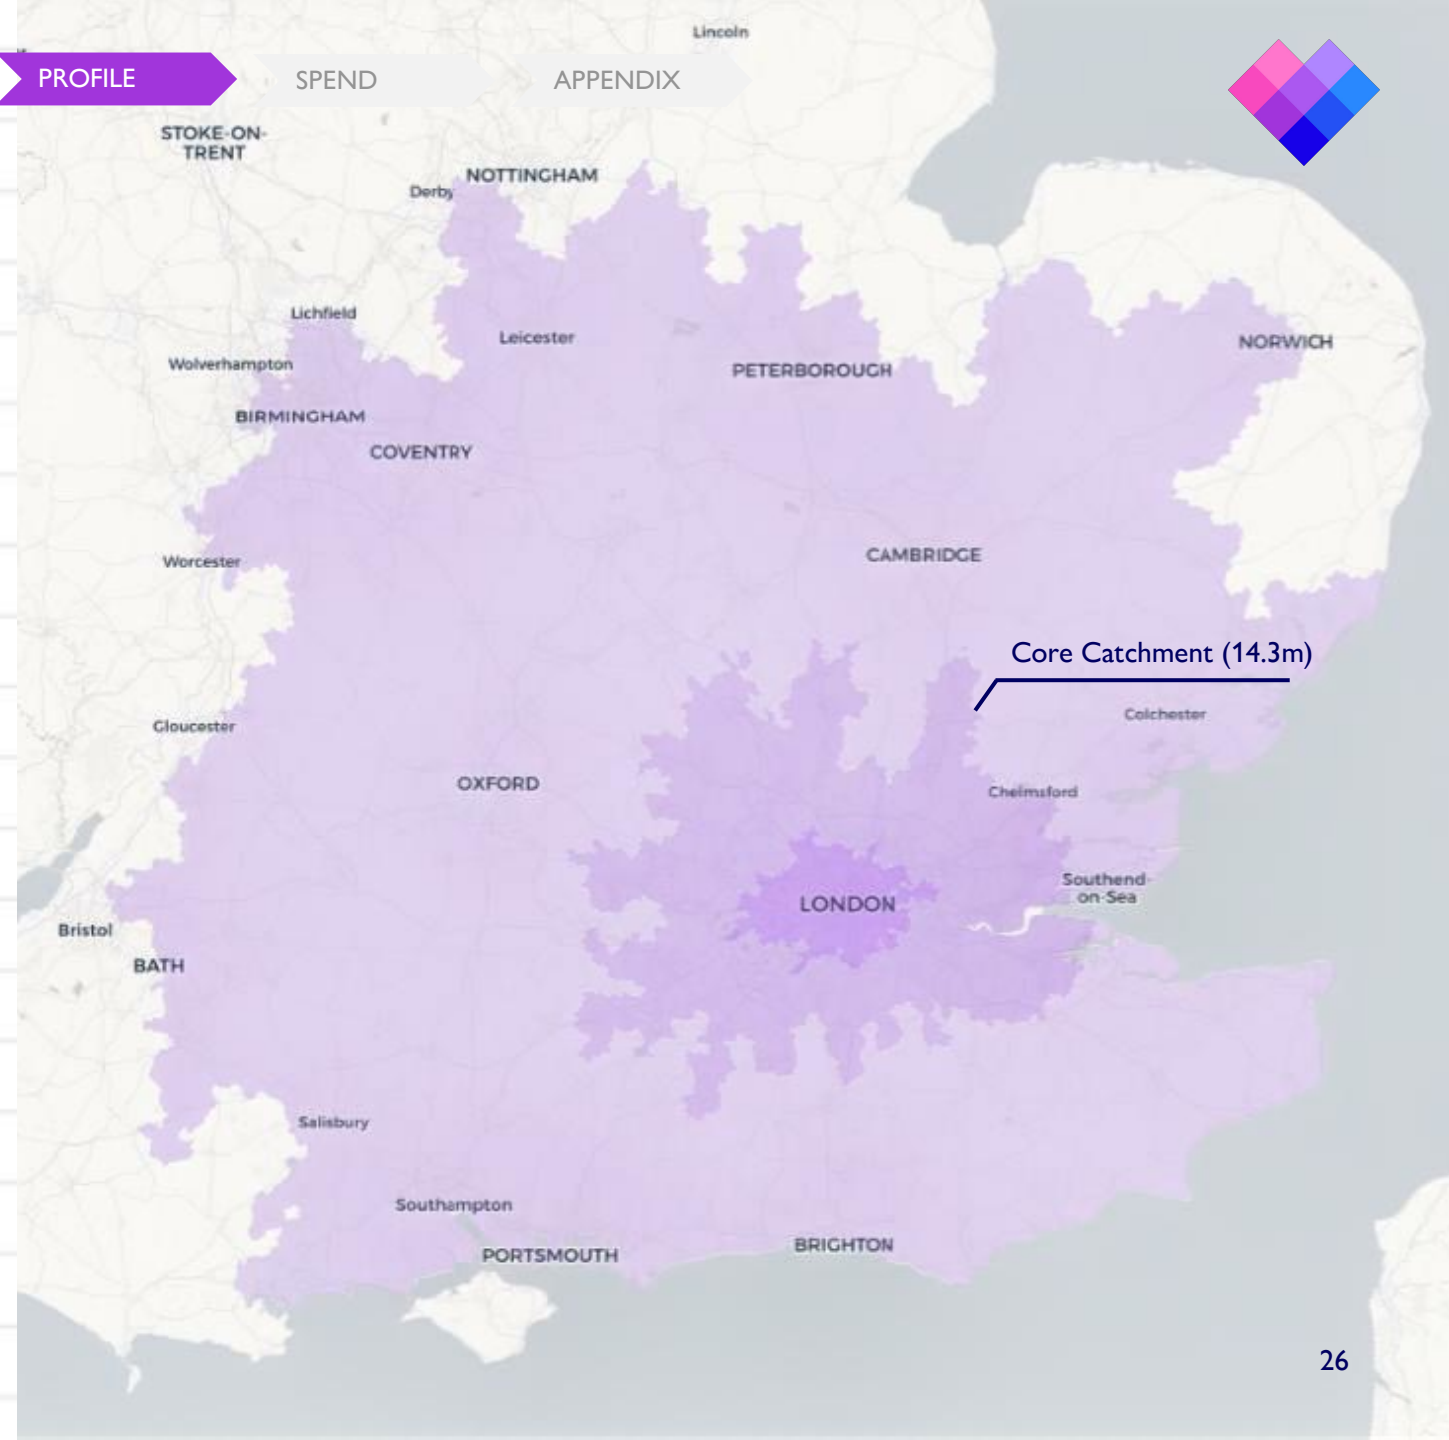 Lincoln
PROFILE
SPEND
APPENDIX
STOKE-ON-
TRENT
NOTTINGHAM
Derby
Lichfield
Leicester
NORWICH
Wolverhampton
PETERBOROUGH
BIRMINGHAM
COVENTRY
CAMBRIDGE
Worcester
Core Catchment (14.3m)
Colchester
Gloucester
OXFORD
Chelmsford
Southend-
on-Sea
LONDON
Bristol
BATH
Salisbury
Southampton
BRIGHTON
PORTSMOUTH
26